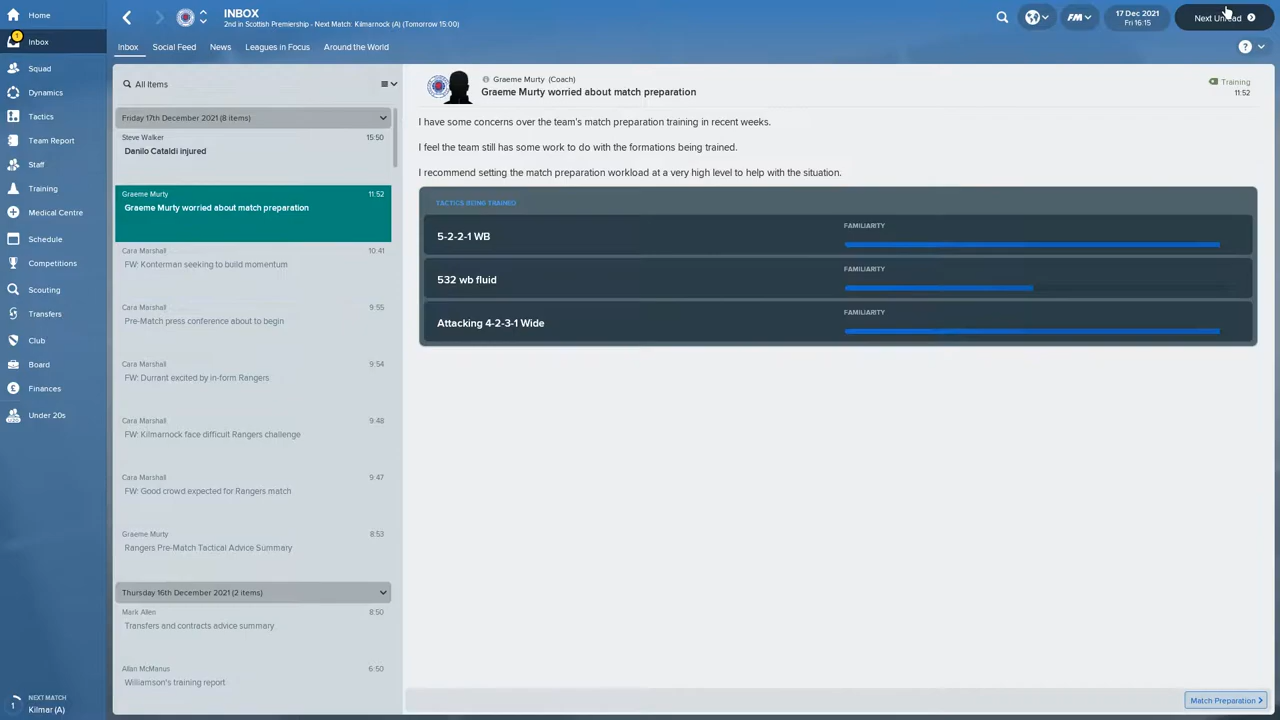 Home
1
Inbox
Squad
Dynamics
Tactics
Team Report
Staff
Training
Medical Centre
Schedule
Competitions
Scouting
Transfers
Club
Board
Finances
Under 20s
1
NEXT MATCH
Kilmar (A)
INBOX
2nd in Scottish Premiership - Next Match: Kilmarnock (A) (Tomorrow 15:00)
FM
17 Dec 2021
Fri 16:15
Next Unread
Inbox Social Feed News Leagues in Focus Around the World
?
All Items
Friday 17th December 2021 (8 items)
Steve Walker 15:50
Danilo Cataldi injured
Graeme Murty 11:52
Graeme Murty worried about match preparation
Cara Marshall 10:41
FW: Konterman seeking to build momentum
Cara Marshall 9:55
Pre-Match press conference about to begin
Cara Marshall 9:54
FW: Durrant excited by in-form Rangers
Cara Marshall 9:48
FW: Kilmarnock face difficult Rangers challenge
Cara Marshall 9:47
FW: Good crowd expected for Rangers match
Graeme Murty 8:53
Rangers Pre-Match Tactical Advice Summary
Thursday 16th December 2021 (2 items)
Mark Allen 8:50
Transfers and contracts advice summary
Allan McManus 6:50
Williamson's training report
Graeme Murty (Coach)
Graeme Murty worried about match preparation
Training
11:52
I have some concerns over the team's match preparation training in recent weeks.
I feel the team still has some work to do with the formations being trained.
I recommend setting the match preparation workload at a very high level to help with the situation.
TACTICS BEING TRAINED
5-2-2-1 WB FAMILIARITY
532 wb fluid FAMILIARITY
Attacking 4-2-3-1 Wide FAMILIARITY
Match Preparation